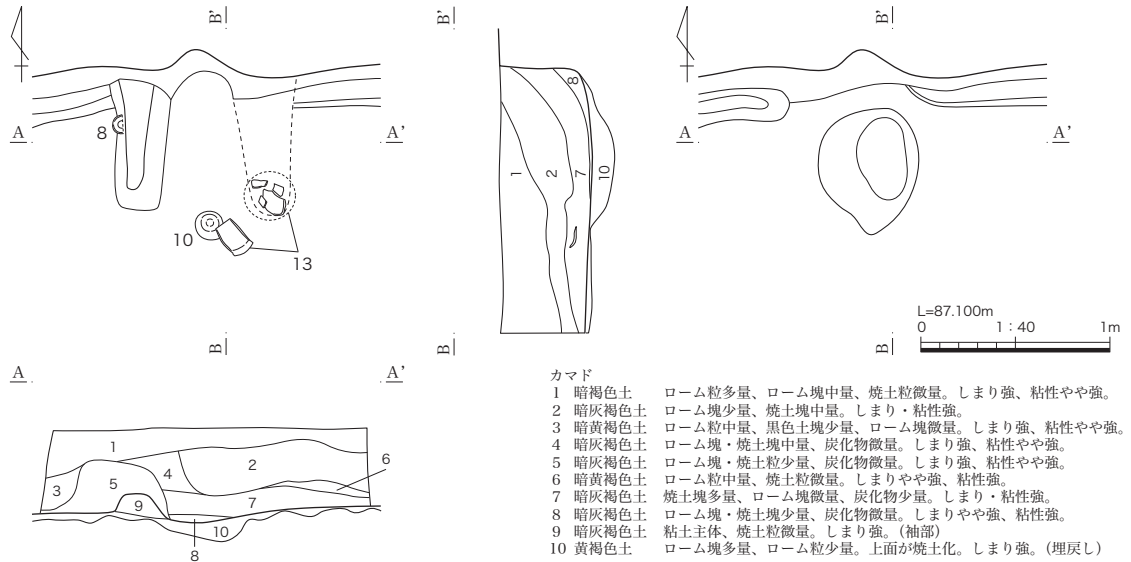 B’
B’
B’
A
A’
A
A’
8
10
13
1
2
7
8
10
L=87.100m
0
1：40
1m
B
B
B
A
A’
1
2
3
4
5
6
7
8
9
10
カマド
1 暗褐色土 ローム粒多量、ローム塊中量、焼土粒微量。しまり強、粘性やや強。
2 暗灰褐色土 ローム塊少量、焼土塊中量。しまり・粘性強。
3 暗黄褐色土 ローム粒中量、黒色土塊少量、ローム塊微量。しまり強、粘性やや強。
4 暗灰褐色土 ローム塊・焼土塊中量、炭化物微量。しまり強、粘性やや強。
5 暗灰褐色土 ローム塊・焼土粒少量、炭化物微量。しまり強、粘性やや強。
6 暗黄褐色土 ローム粒中量、焼土粒微量。しまりやや強、粘性強。
7 暗灰褐色土 焼土塊多量、ローム塊微量、炭化物少量。しまり・粘性強。
8 暗灰褐色土 ローム塊・焼土塊少量、炭化物微量。しまりやや強、粘性強。
9 暗灰褐色土 粘土主体、焼土粒微量。しまり強。（袖部）
10 黄褐色土 ローム塊多量、ローム粒少量。上面が焼土化。しまり強。（埋戻し）